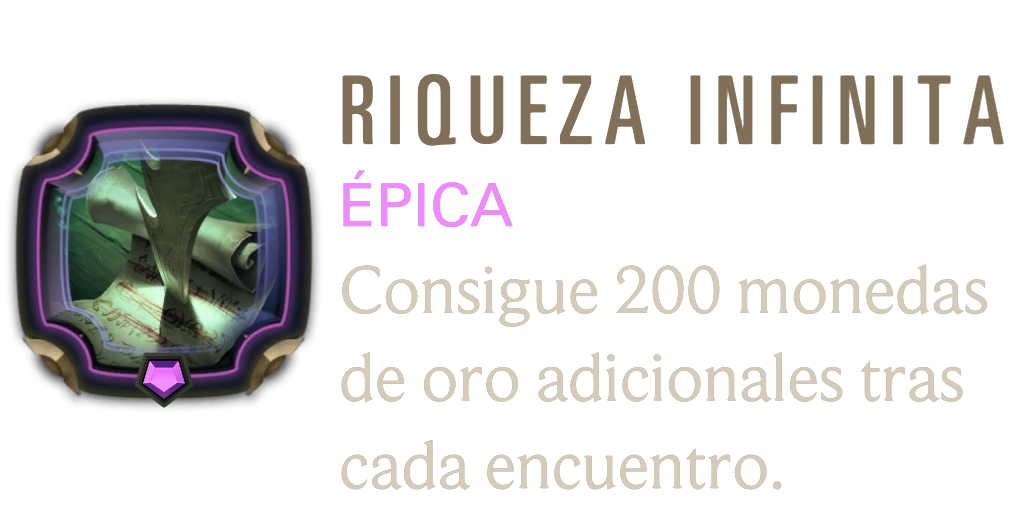 RIQUEZA INFINITA
ÉPICA
Consigue 200 monedas
de oro adicionales tras
cada encuentro.